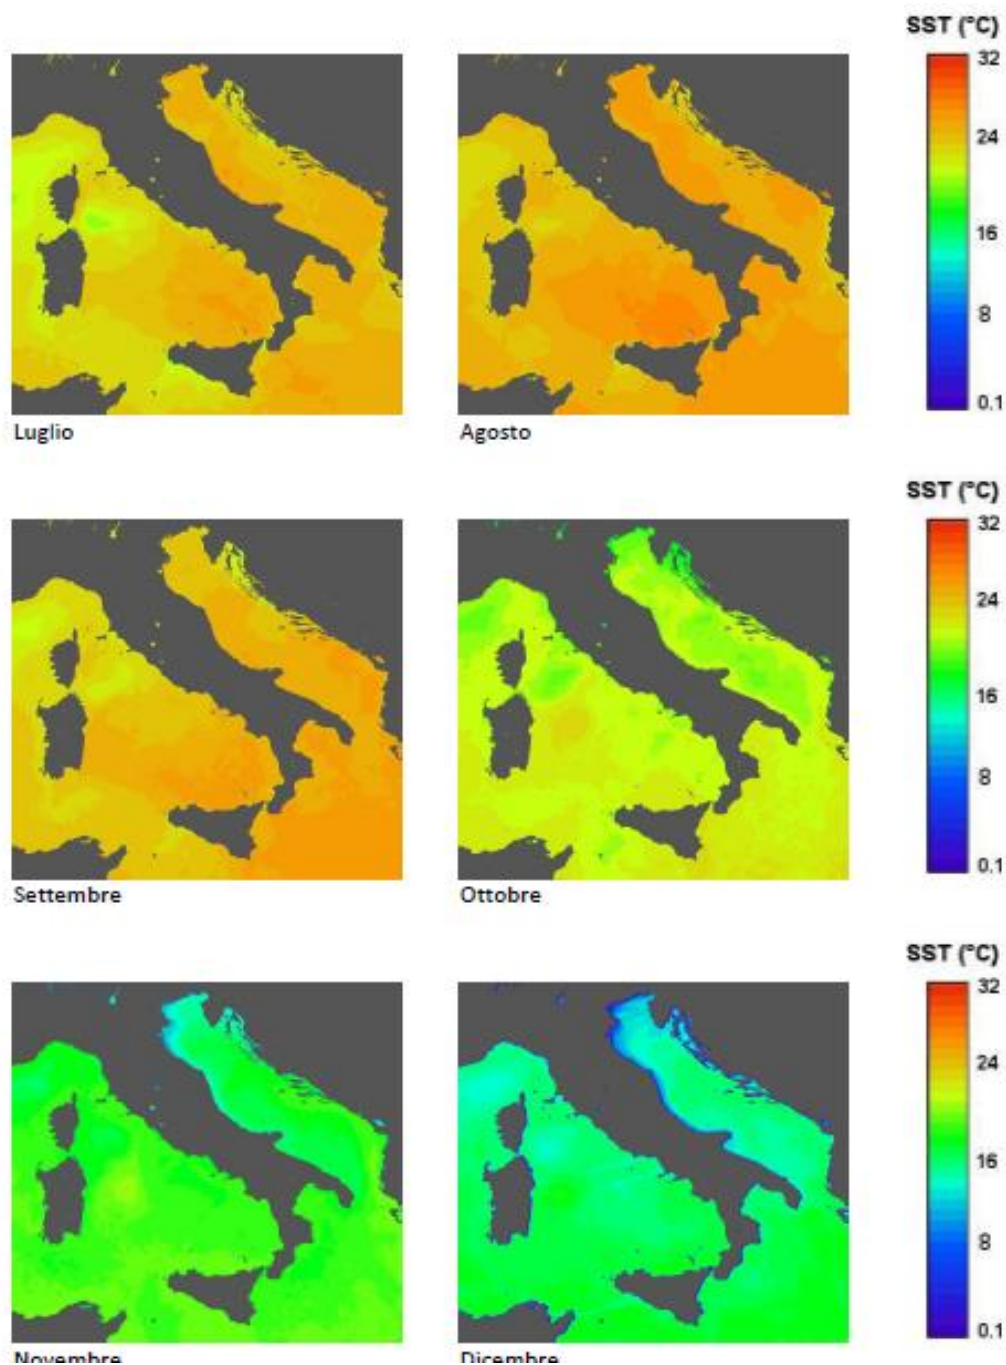 SST (°C)
32
24
16
8
0.1
Luglio
Agosto
SST (°C)
32
24
16
8
0.1
Settembre
Ottobre
SST (°C)
32
24
16
8
0.1
Novembre
Dicembre